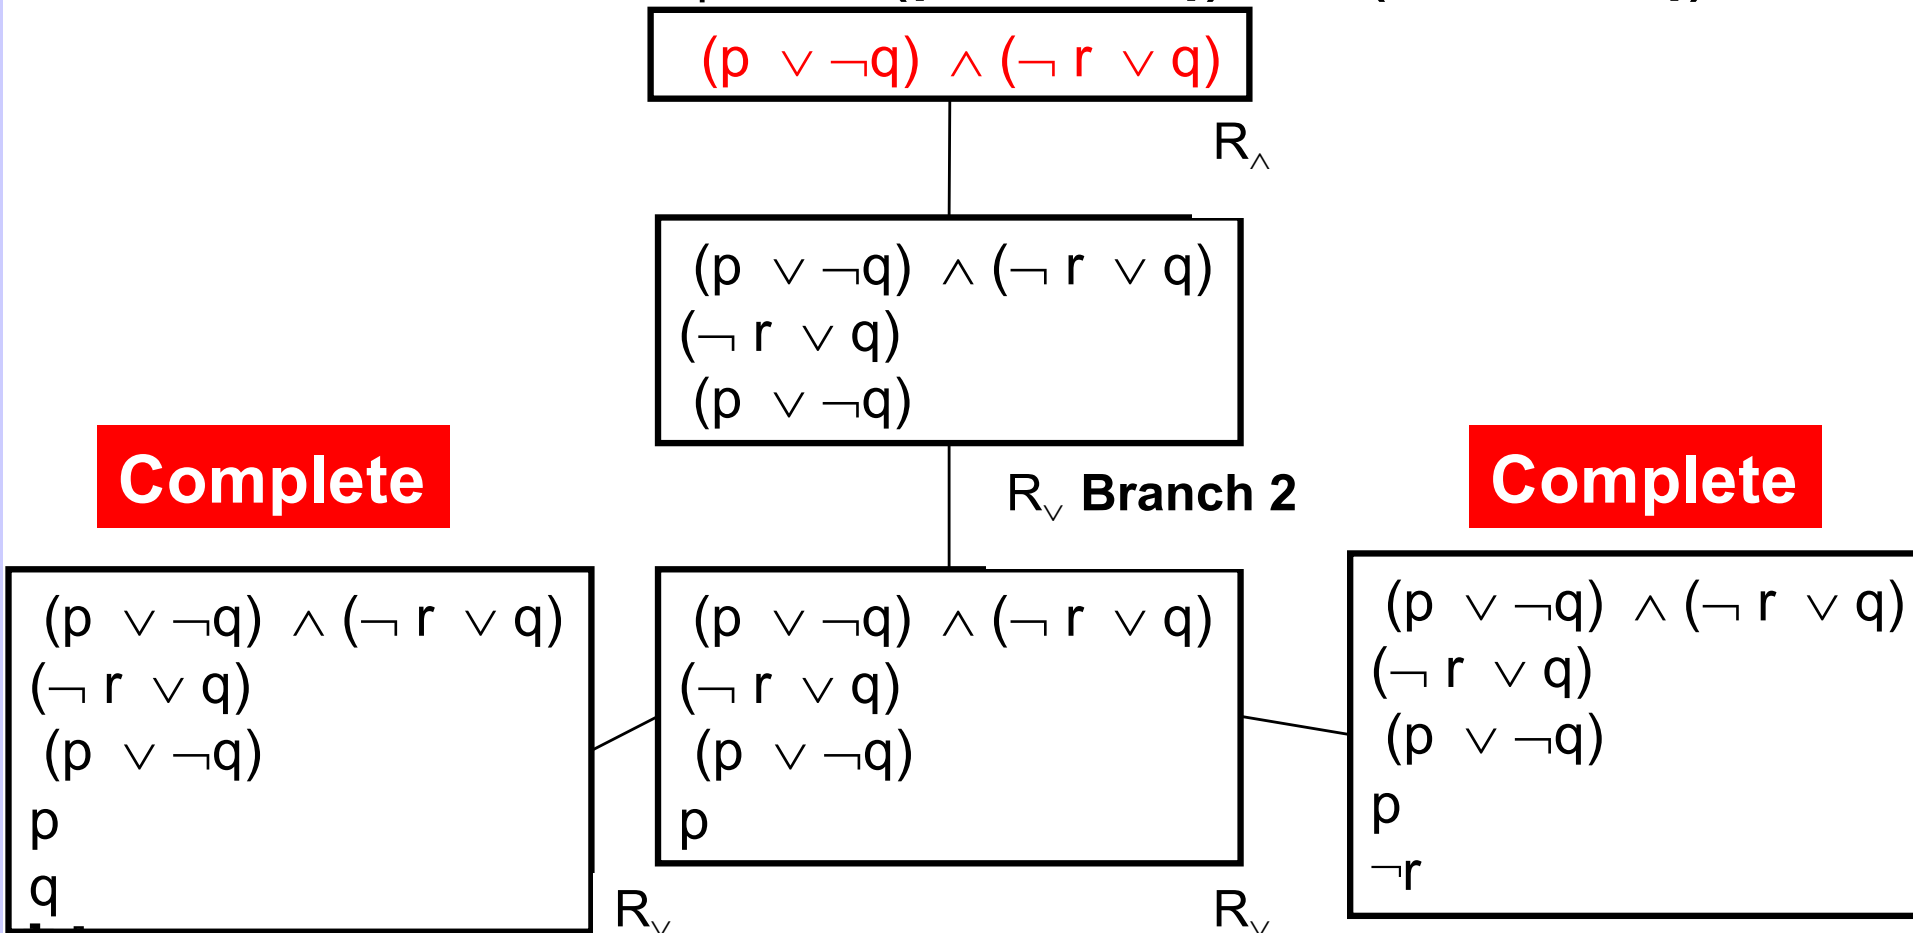 (p ∨ ¬q) ∧ (¬ r ∨ q)
R∧
(p ∨ ¬q) ∧ (¬ r ∨ q)
(¬ r ∨ q)
(p ∨ ¬q)
Complete
R∨ Branch 2
Complete
(p ∨ ¬q) ∧ (¬ r ∨ q)
(¬ r ∨ q)
(p ∨ ¬q)
p
q
(p ∨ ¬q) ∧ (¬ r ∨ q)
(¬ r ∨ q)
(p ∨ ¬q)
p
(p ∨ ¬q) ∧ (¬ r ∨ q)
(¬ r ∨ q)
(p ∨ ¬q)
p
¬r
R∨
R∨